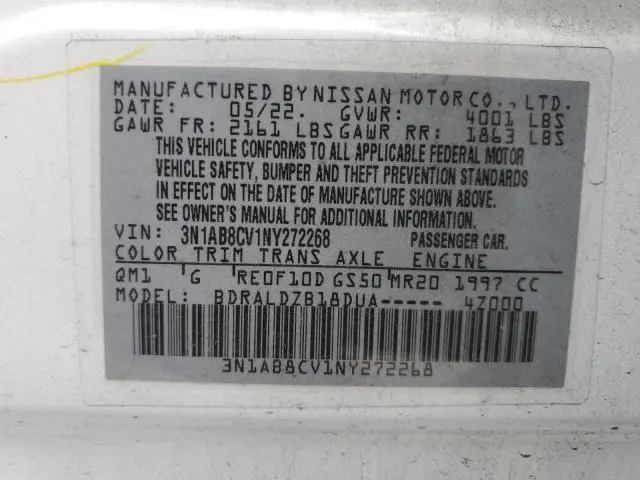 MANUFACTURED BY NISSAN MOTOR CO., LTD.
DATE: 05/22. GVWR: 4001 LBS
GAWR FR: 2161 LBS GAWR RR: 1863 LBS
THIS VEHICLE CONFORMS TO ALL APPLICABLE FEDERAL MOTOR
VEHICLE SAFETY, BUMPER AND THEFT PREVENTION STANDARDS
IN EFFECT ON THE DATE OF MANUFACTURE SHOWN ABOVE.
SEE OWNER'S MANUAL FOR ADDITIONAL INFORMATION.
VIN: 3N1AB8CV1NY272268 PASSENGER CAR.
COLOR TRIM TRANS AXLE ENGINE
QM1 G RE0F10D GS50 MR20 1997 CC
MODEL: BDRALDZB18DUA----- 4Z000
3N1AB8CV1NY272268